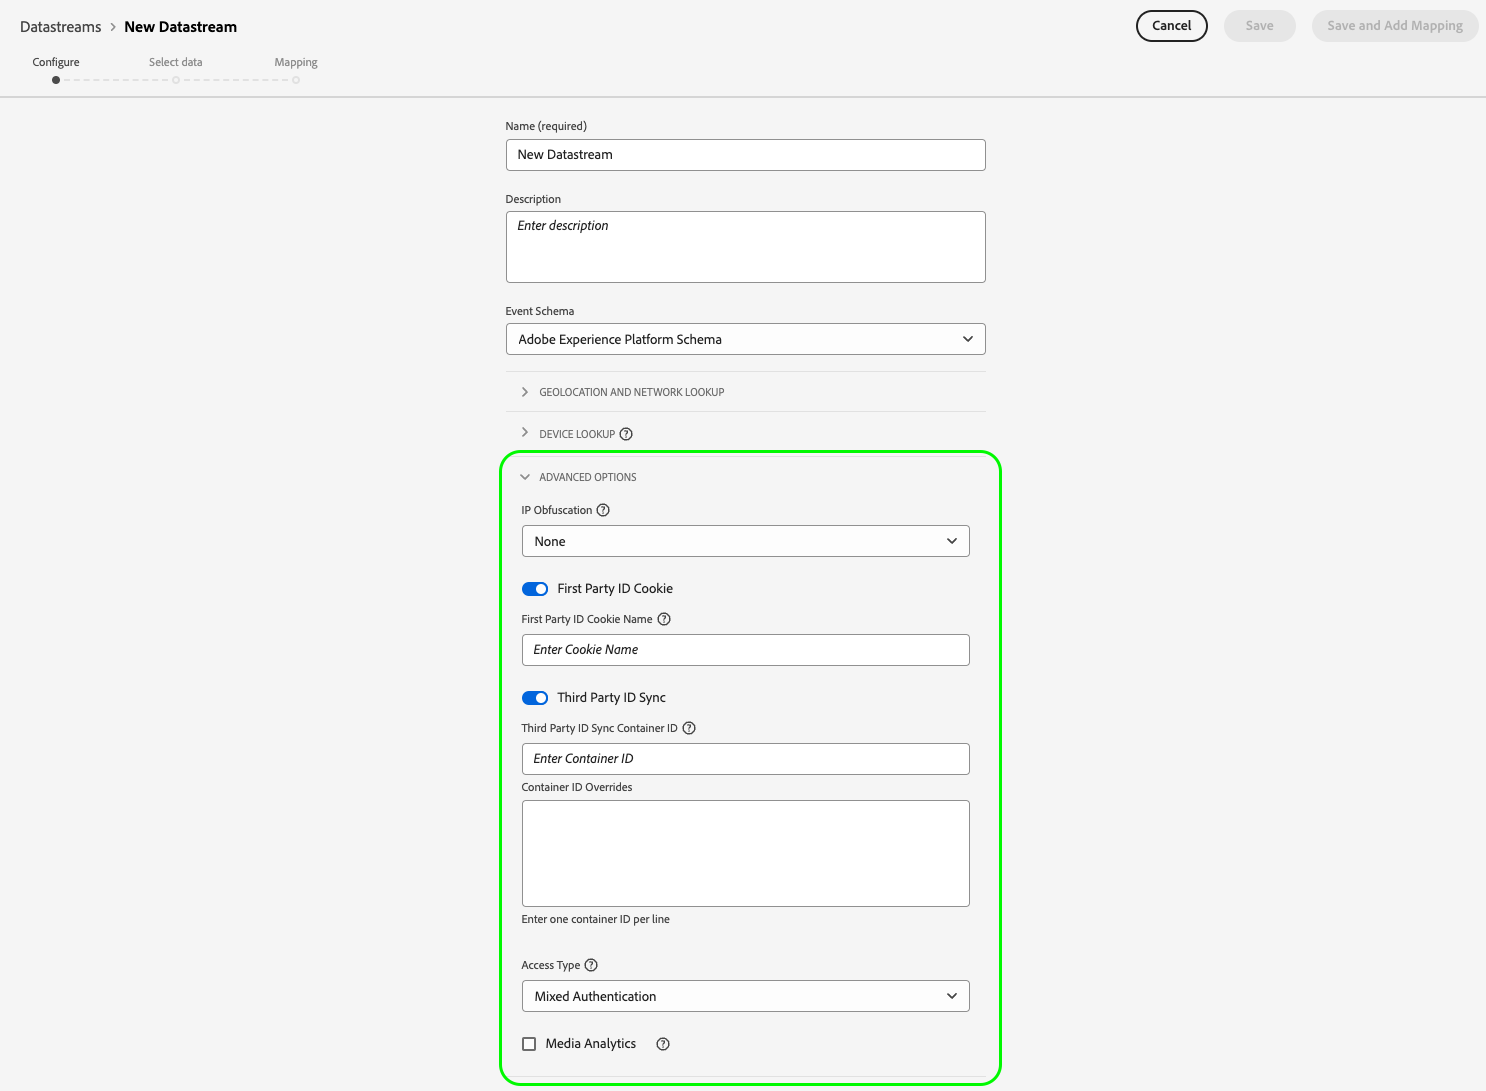 Datastreams > New Datastream
Cancel
Save
Save and Add Mapping
Configure
Select data
Mapping
Name (required)
New Datastream
Description
Enter description
Event Schema
Adobe Experience Platform Schema
GEOLOCATION AND NETWORK LOOKUP
DEVICE LOOKUP ?
ADVANCED OPTIONS
IP Obfuscation ?
None
First Party ID Cookie
First Party ID Cookie Name ?
Enter Cookie Name
Third Party ID Sync
Third Party ID Sync Container ID ?
Enter Container ID
Container ID Overrides
Enter one container ID per line
Access Type ?
Mixed Authentication
Media Analytics ?